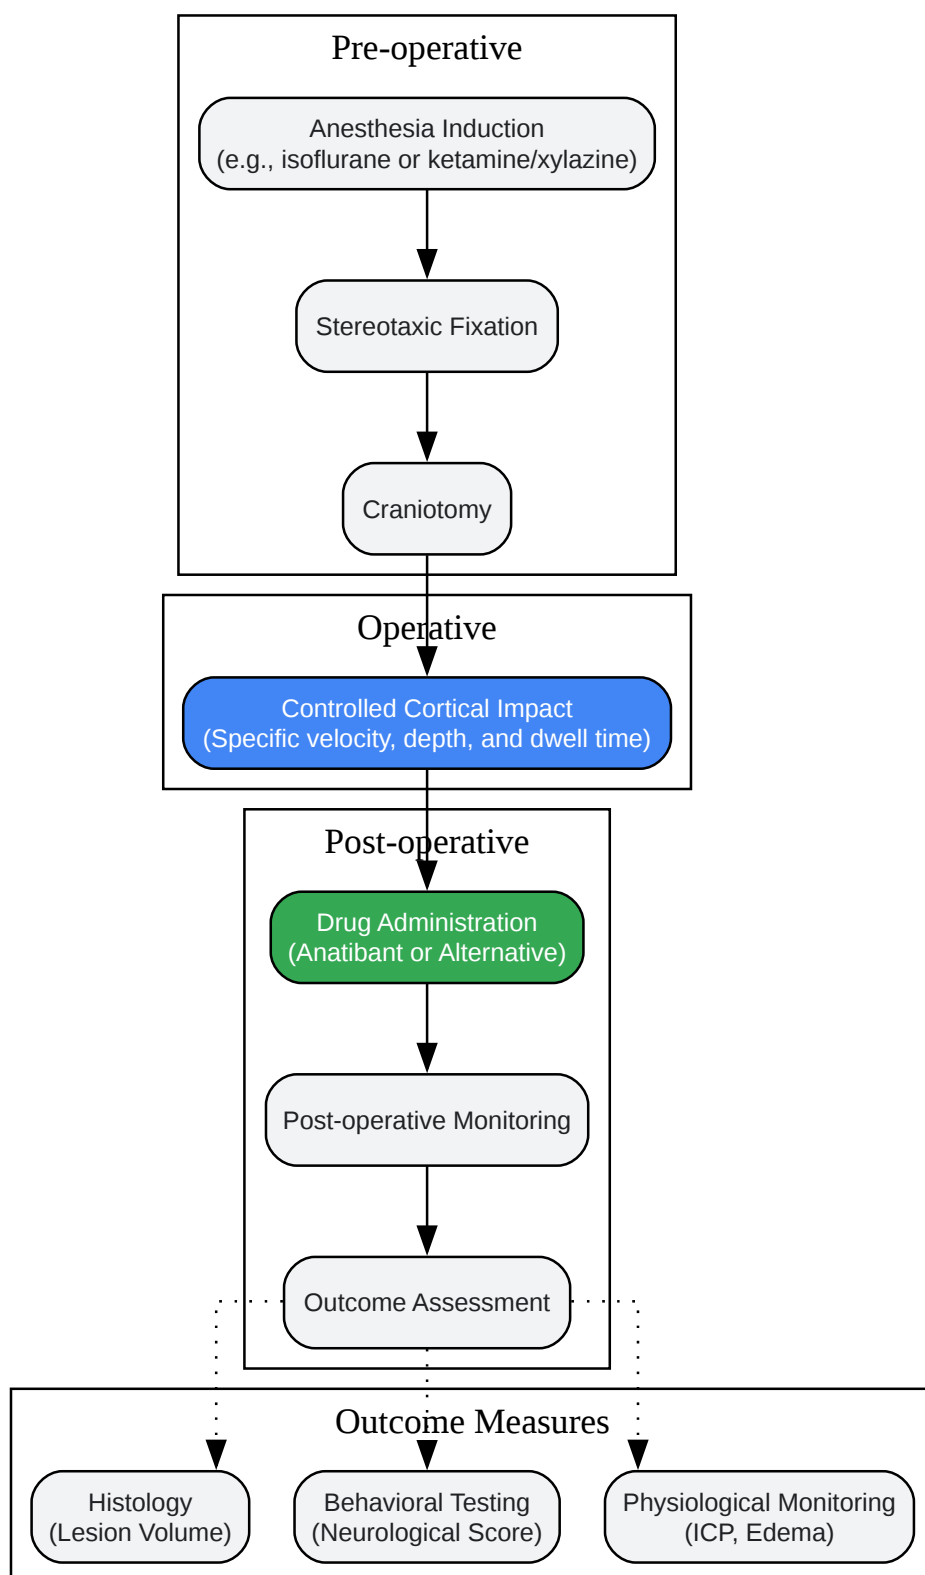 Pre-operative
Anesthesia Induction
(e.g., isoflurane or ketamine/xylazine)
Stereotaxic Fixation
Craniotomy
Operative
Controlled Cortical Impact
(Specific velocity, depth, and dwell time)
Post-operative
Drug Administration
(Anatibant or Alternative)
Post-operative Monitoring
Outcome Assessment
Outcome Measures
Histology
(Lesion Volume)
Behavioral Testing
(Neurological Score)
Physiological Monitoring
(ICP, Edema)